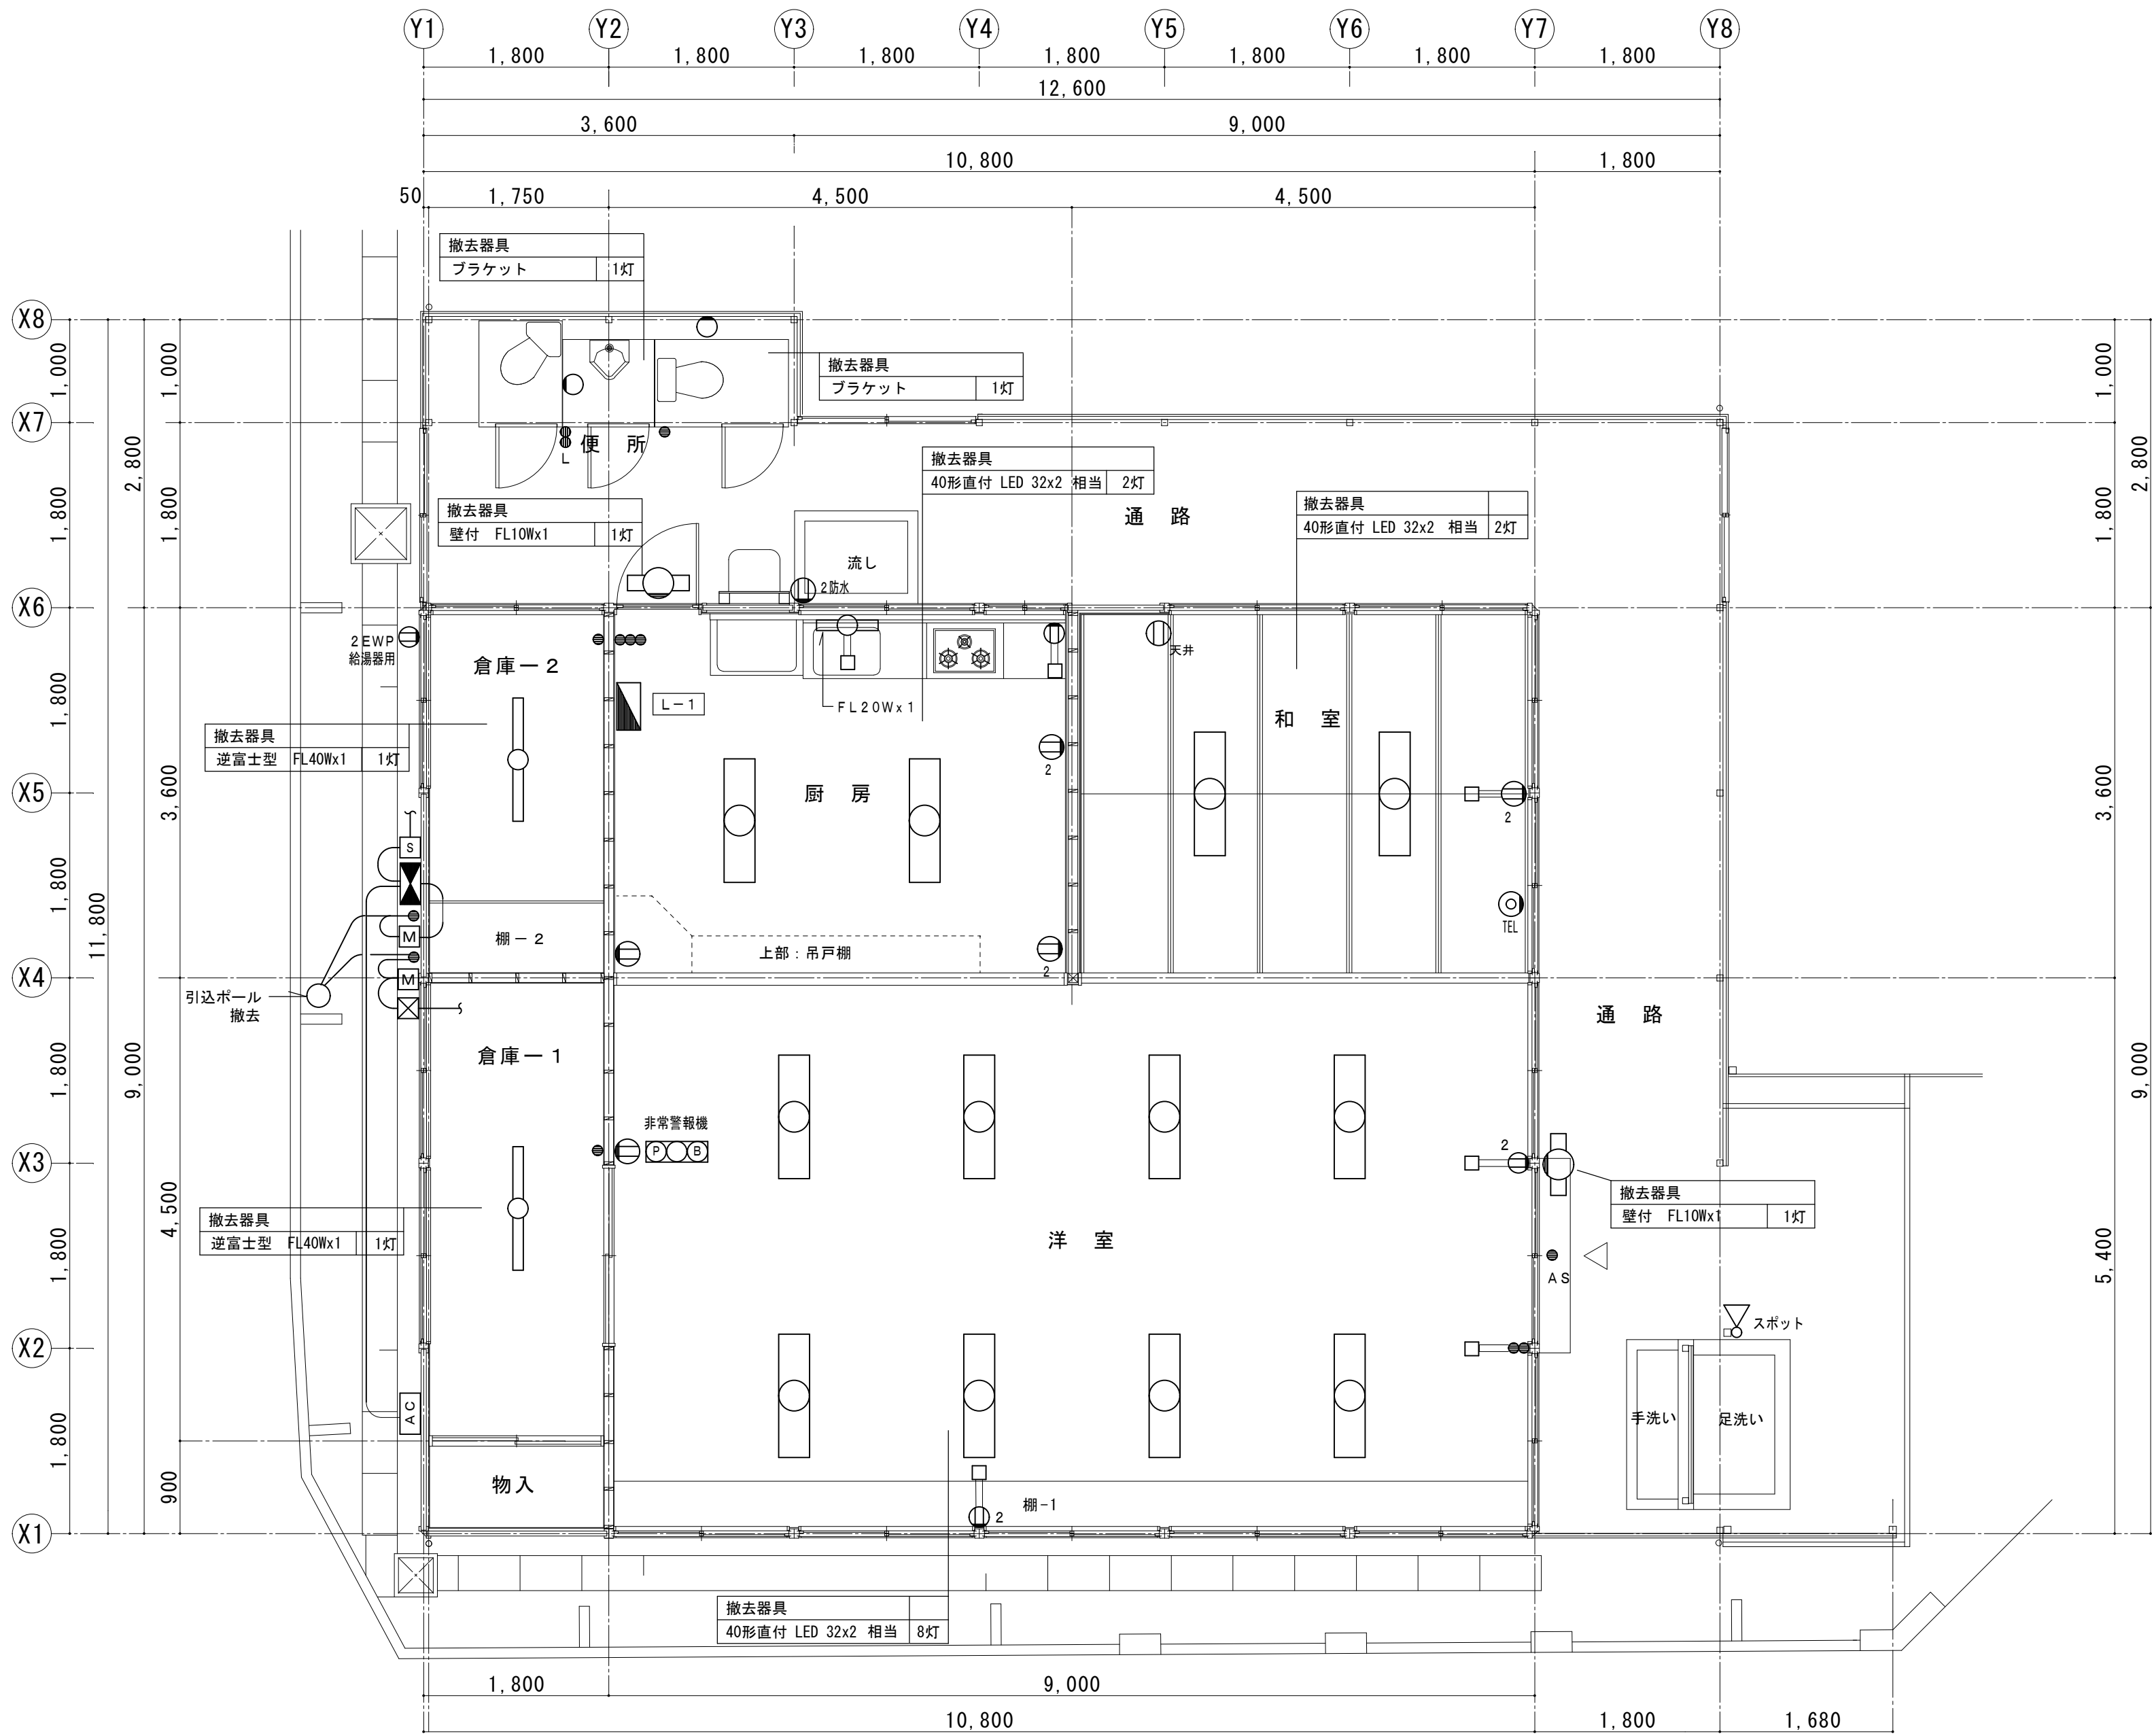 Y1 Y2 Y3 Y4 Y5 Y6 Y7 Y8
1,800 1,800 1,800 1,800 1,800 1,800 1,800
12,600
3,600 9,000
10,800 1,800
50 1,750 4,500 4,500
撤去器具
ブラケット 1灯
X8
撤去器具
ブラケット 1灯
1,000 1,000 1,000
X7
便 所
L
撤去器具
40形直付 LED 32x2 相当 2灯
2,800 2,800
撤去器具
40形直付 LED 32x2 相当 2灯
撤去器具
壁付 FL10Wx1 1灯
通 路
1,800 1,800 1,800
流し
2防水
X6
2EWP
給湯器用
天井
倉庫ー2
L-1
FL20Wx1
和 室
1,800
撤去器具
逆富士型 FL40Wx1 1灯
2
厨 房
X5
3,600 3,600
2
S
1,800
11,800
TEL
M
棚-2
上部:吊戸棚
2
X4
M
引込ポール
撤去
通 路
倉庫ー1
1,800
9,000 9,000
非常警報機
P B
2
X3
撤去器具
壁付 FL10Wx1 1灯
4,500
撤去器具
逆富士型 FL40Wx1 1灯
洋 室
1,800
5,400
AS
スポット
X2
AC
手洗い 足洗い
1,800
900
物入
棚-1
2
X1
撤去器具
40形直付 LED 32x2 相当 8灯
1,800 9,000
10,800 1,800 1,680